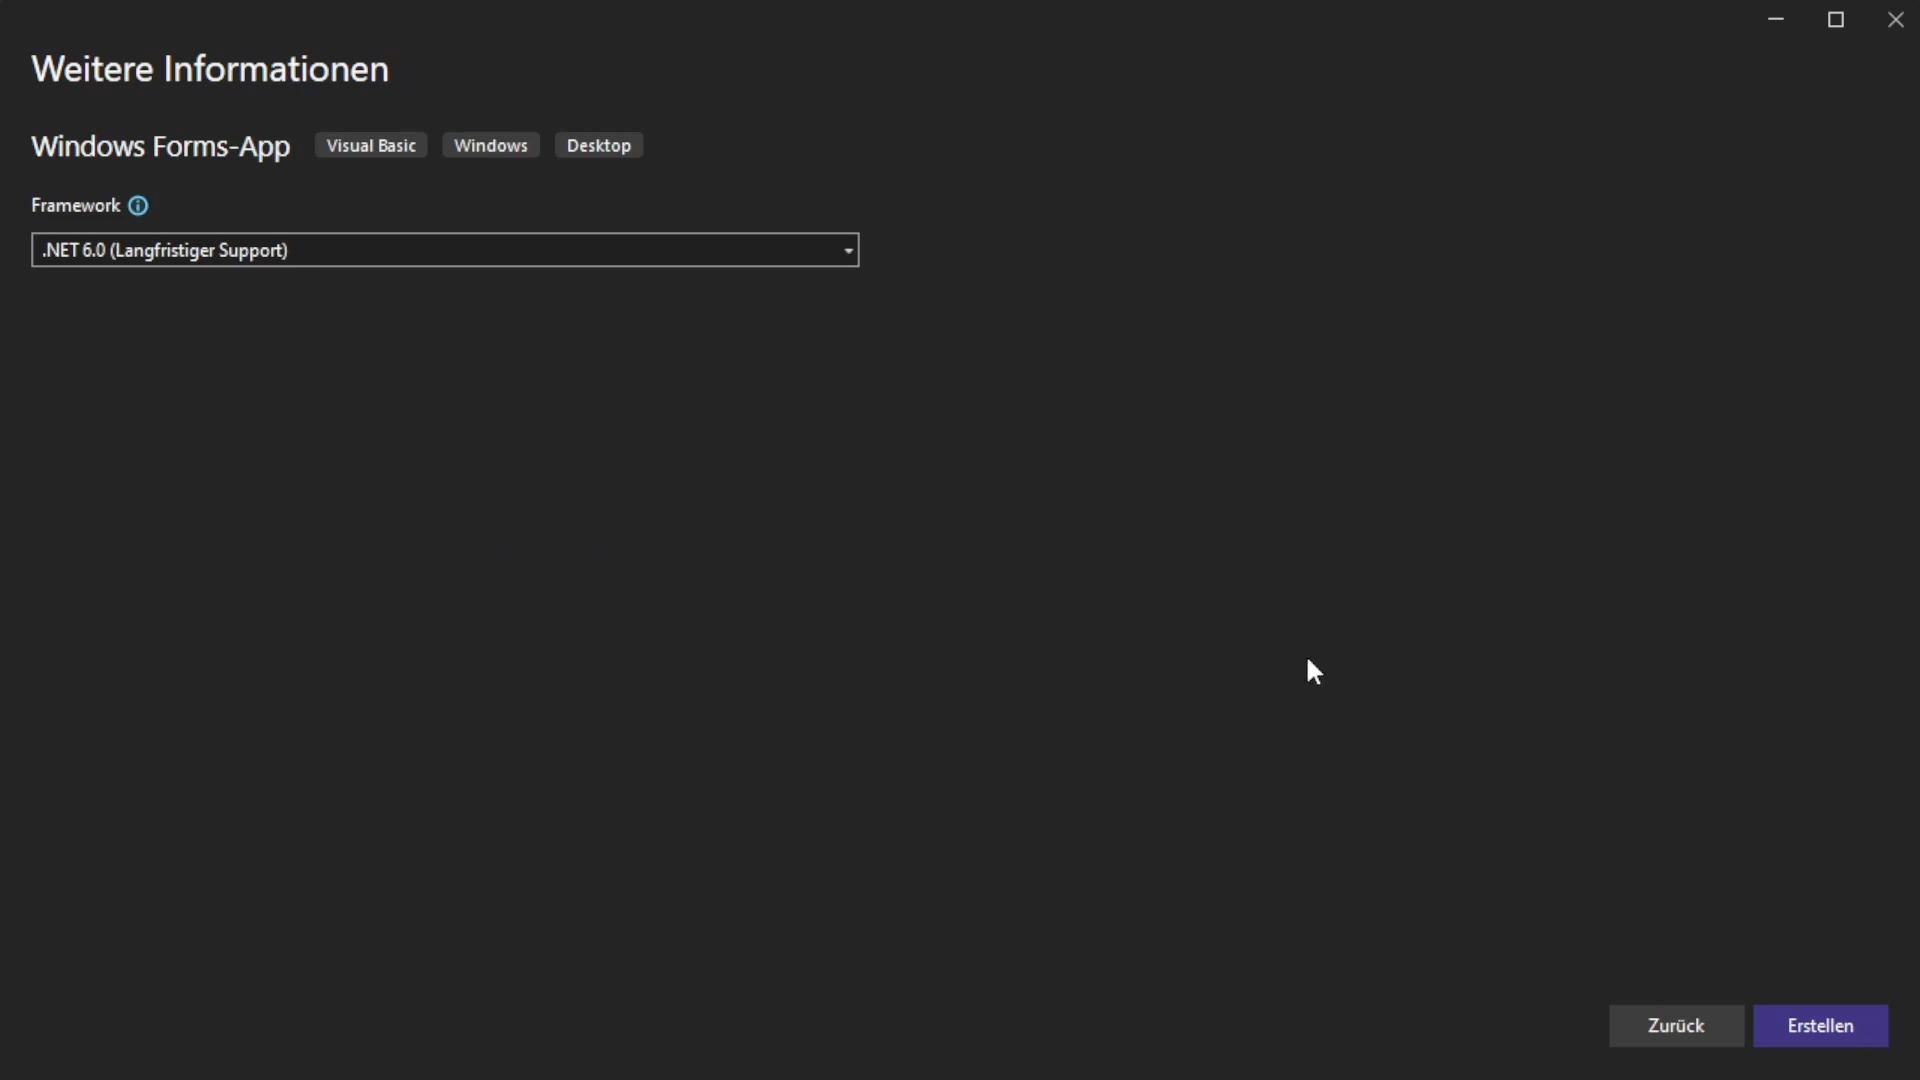 Weitere Informationen
Windows Forms-App Visual Basic Windows Desktop
Framework
.NET 6.0 (Langfristiger Support)
Zurück Erstellen